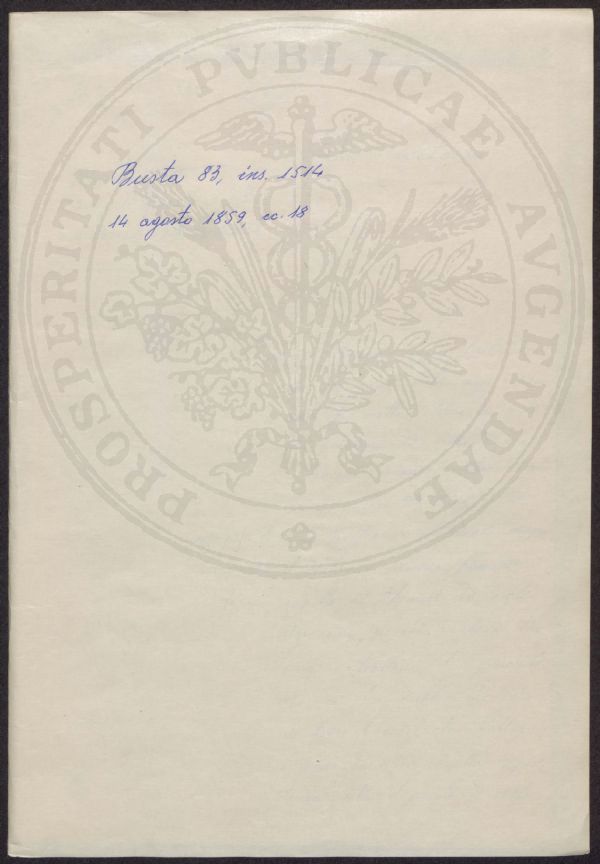 PROSPERITATI PVBLICAE AVGENDAE
Busta 83, ins. 1514
14 agosto 1859, cc. 18